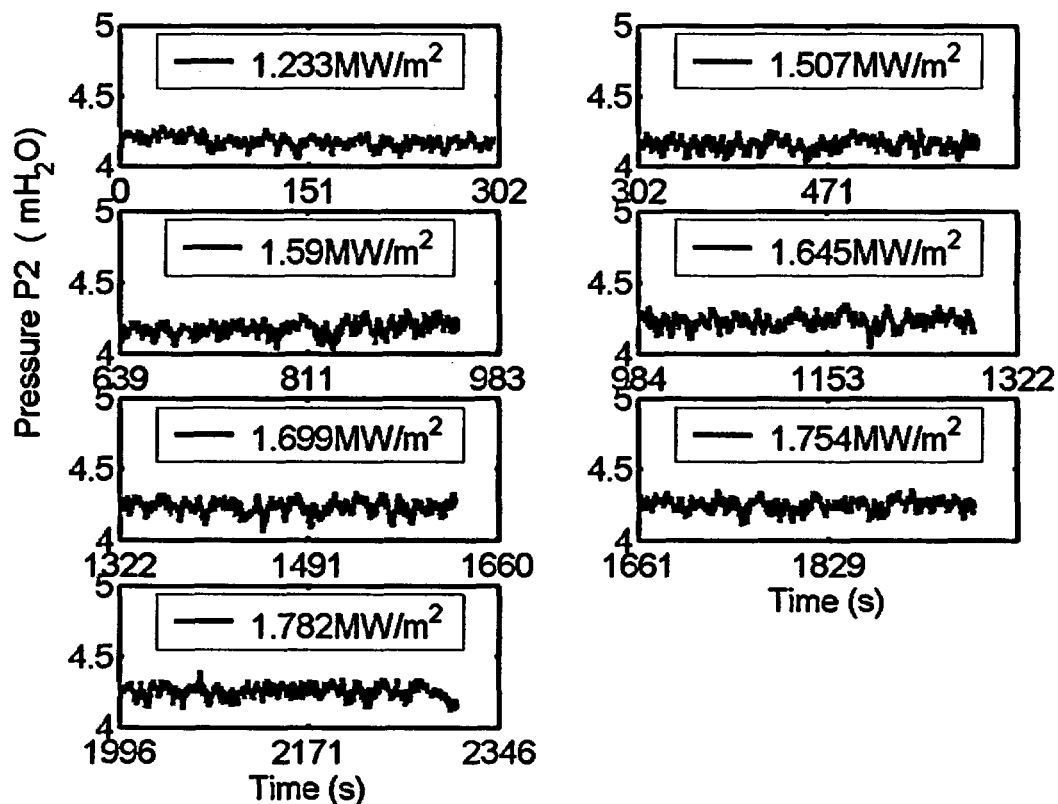 Pressure P2 ( mH₂O)
5
4.5
4
1.233MW/m²
0 151 302
5
4.5
4
1.507MW/m²
302 471
5
4.5
4
1.59MW/m²
639 811 983
5
4.5
4
1.645MW/m²
984 1153 1322
5
4.5
4
1.699MW/m²
1322 1491 1660
5
4.5
4
1.754MW/m²
1661 1829
Time (s)
5
4.5
4
1.782MW/m²
1996 2171 2346
Time (s)